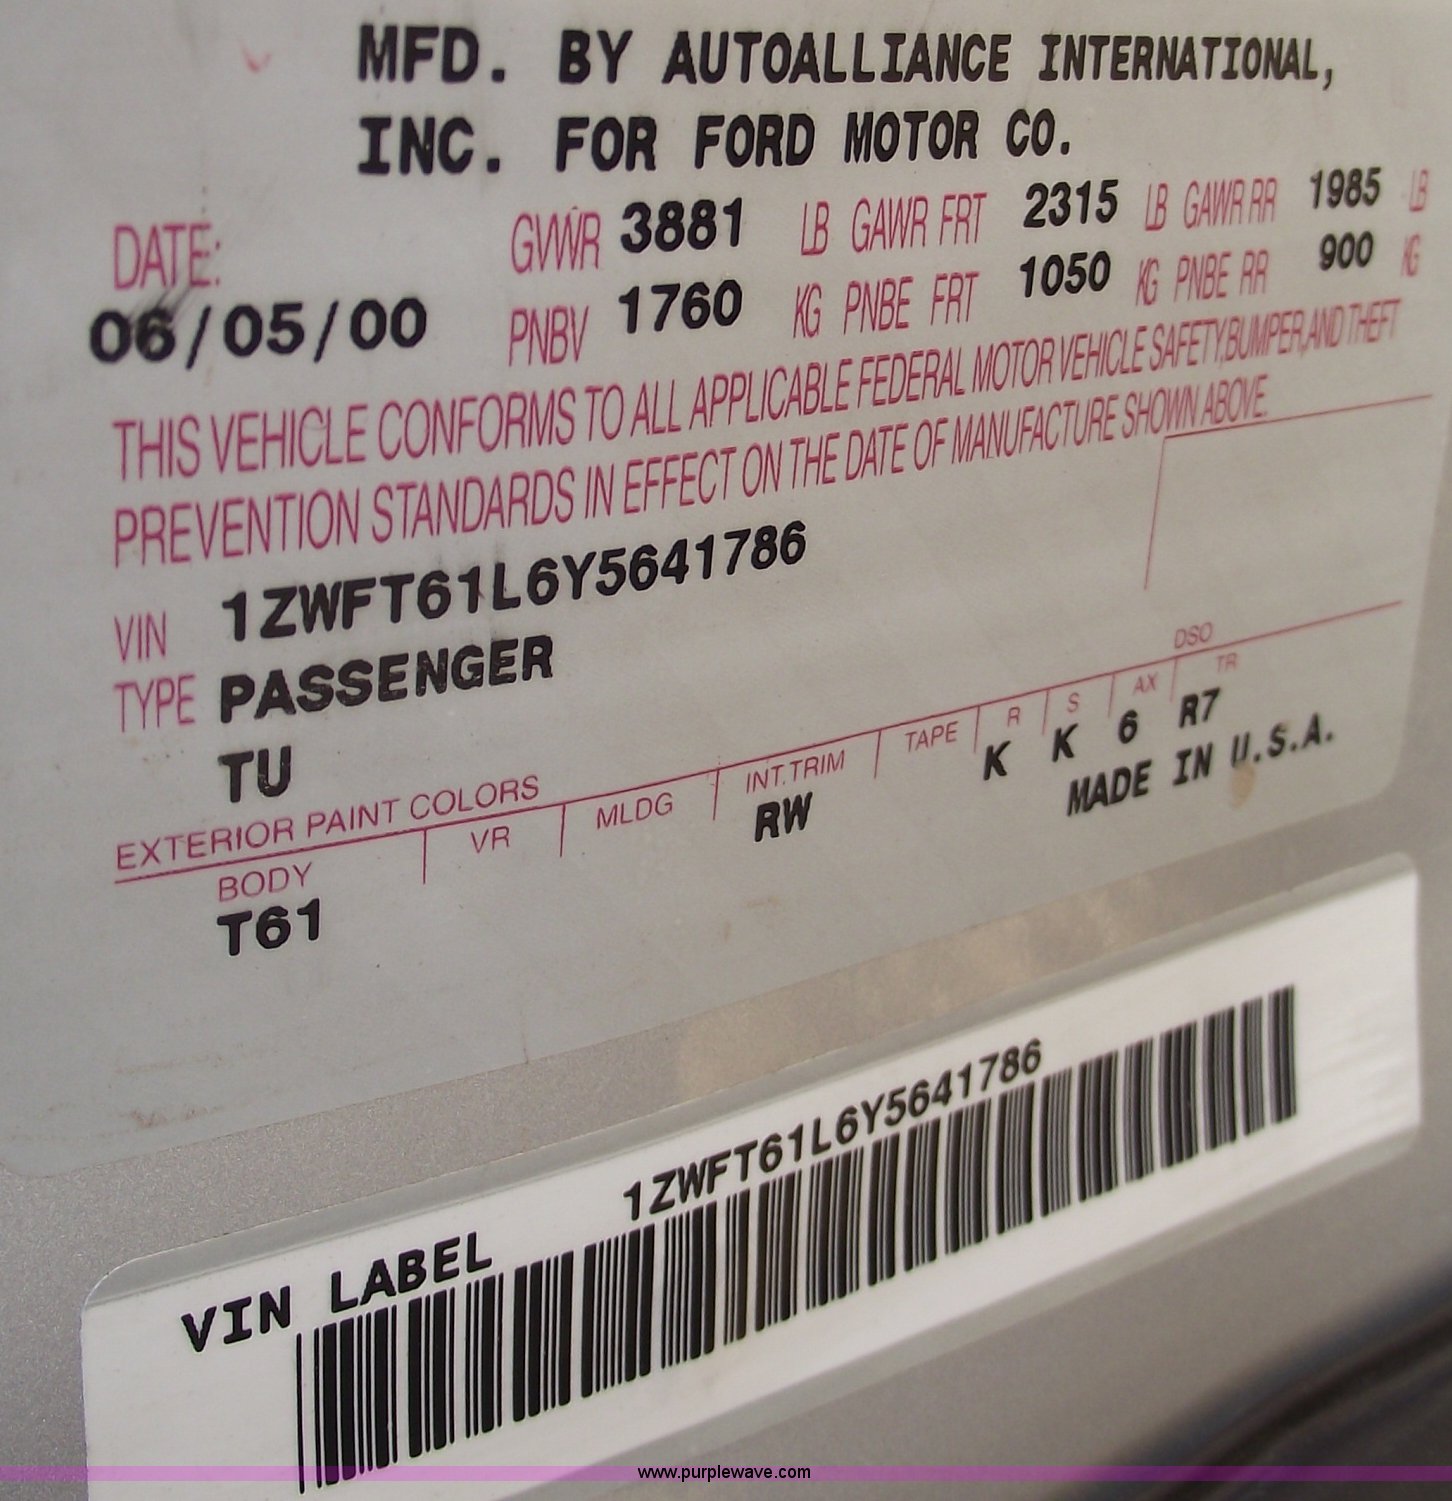 MFD. BY AUTOALLIANCE INTERNATIONAL,
INC. FOR FORD MOTOR CO.
DATE: GVWR 3881 LB GAWR FRT 2315 LB GAWR RR 1985 LB
06/05/00 PNBV 1760 KG PNBE FRT 1050 KG PNBE RR 900 KG
THIS VEHICLE CONFORMS TO ALL APPLICABLE FEDERAL MOTOR VEHICLE SAFETY, BUMPER, AND THEFT
PREVENTION STANDARDS IN EFFECT ON THE DATE OF MANUFACTURE SHOWN ABOVE.
VIN 1ZWFT61L6Y5641786
TYPE PASSENGER
TU
EXTERIOR PAINT COLORS DSO
BODY VR MLDG INT. TRIM TAPE R S AX TR
T61 RW K K 6 R7
MADE IN U.S.A.
VIN LABEL 1ZWFT61L6Y5641786
www.purplewave.com